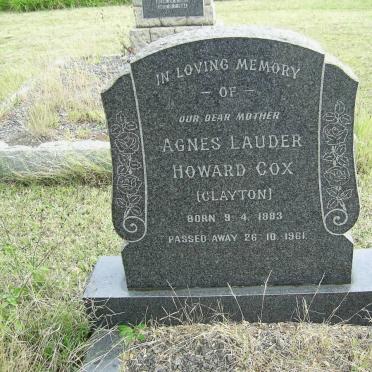 IN LOVING MEMORY
– OF –
OUR DEAR MOTHER
AGNES LAUDER
HOWARD COX
(CLAYTON)
BORN 9. 4. 1883
PASSED AWAY 26. 10. 1961.